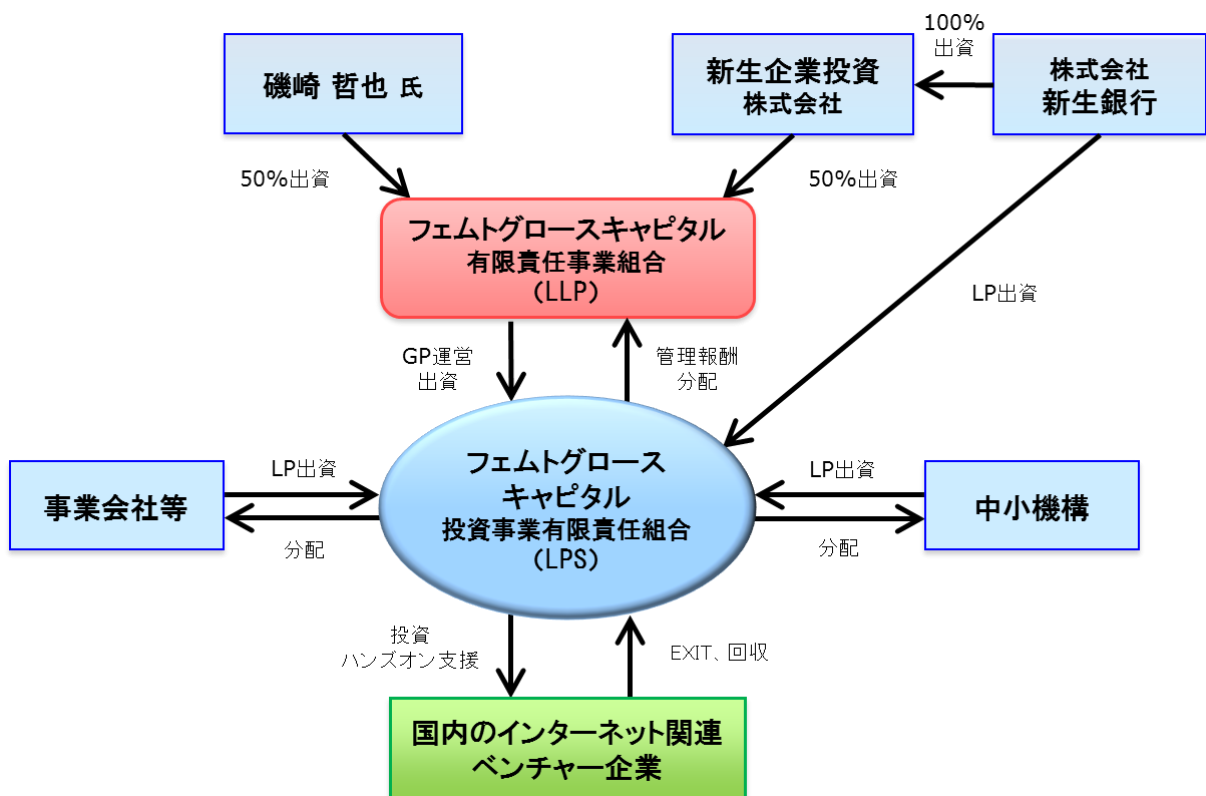 100%
出資
磯崎 哲也 氏
新生企業投資
株式会社
株式会社
新生銀行
50%出資
50%出資
フェムトグロースキャピタル
有限責任事業組合
(LLP)
LP出資
GP運営
出資
管理報酬
分配
事業会社等
LP出資
分配
フェムトグロース
キャピタル
投資事業有限責任組合
(LPS)
LP出資
分配
中小機構
投資
ハンズオン支援
EXIT、回収
国内のインターネット関連
ベンチャー企業